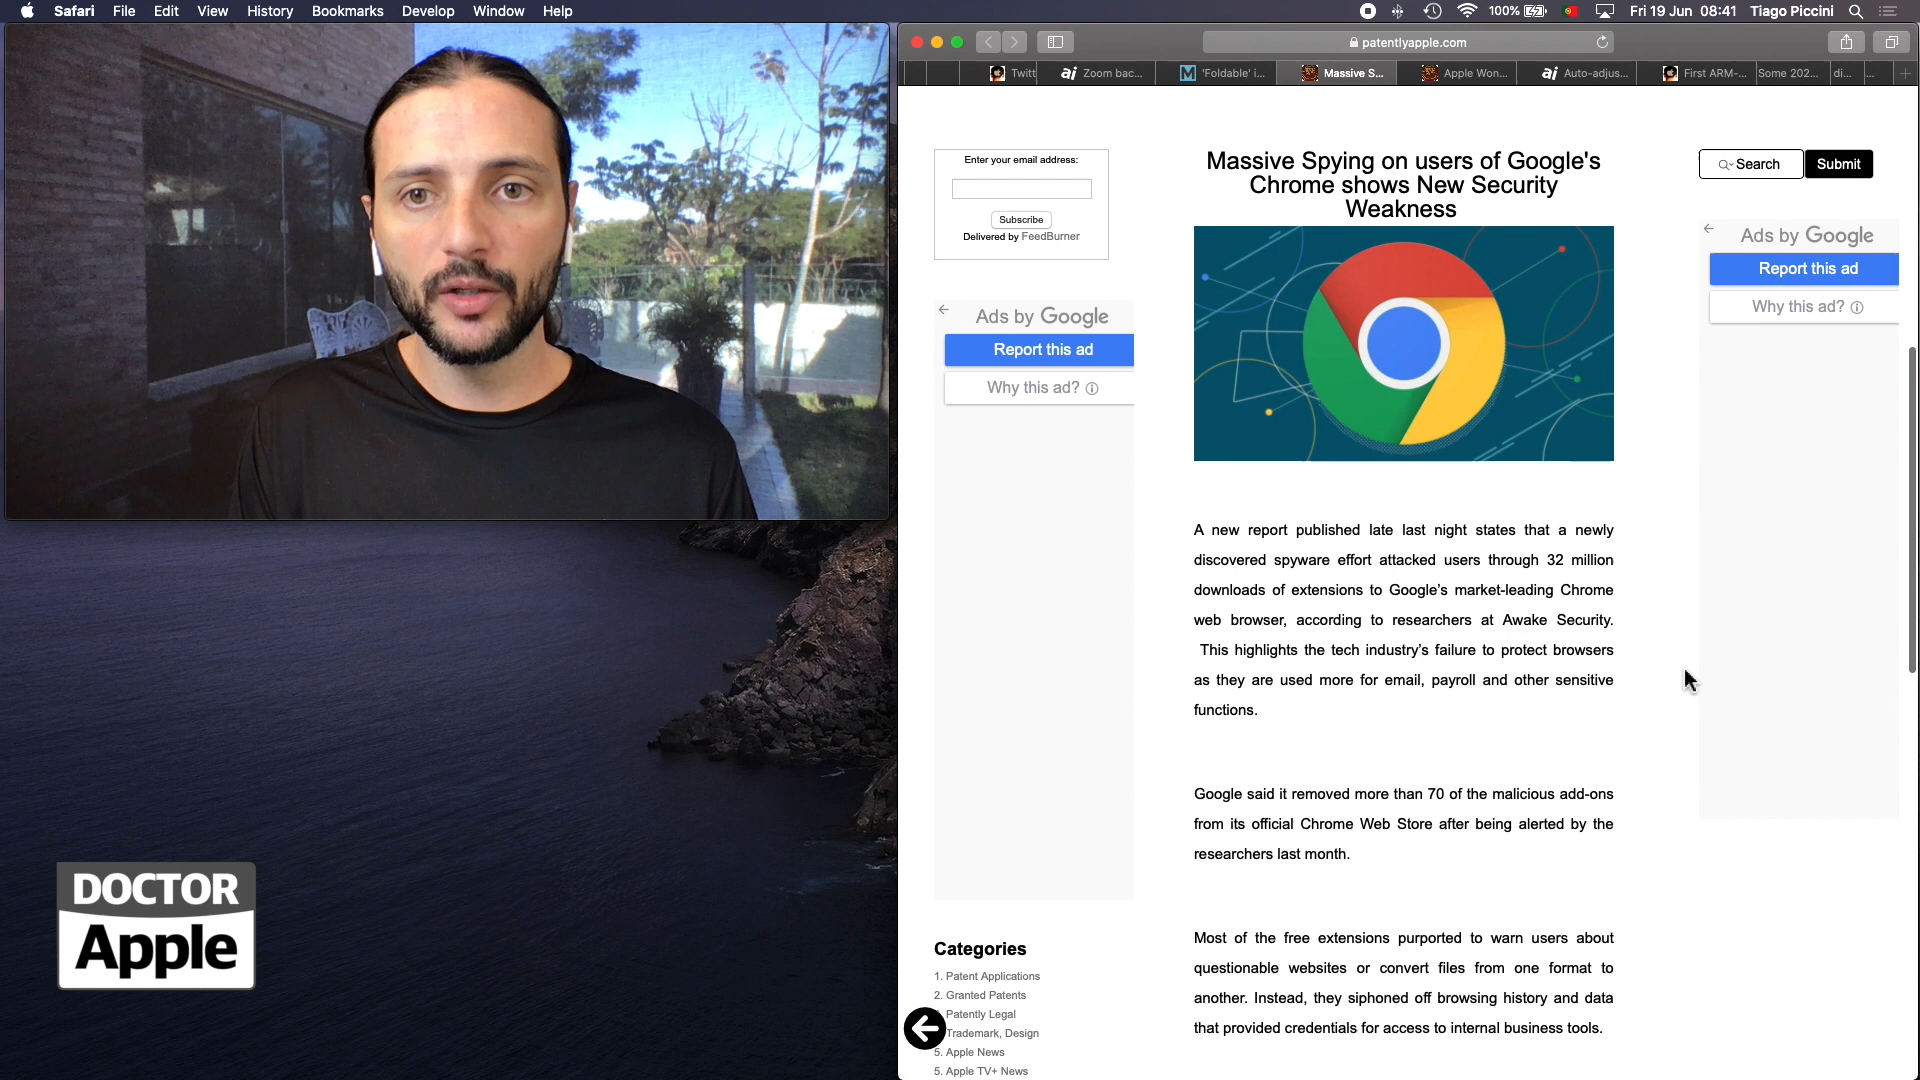 Safari File Edit View History Bookmarks Develop Window Help
100% Fri 19 Jun 08:41 Tiago Piccini
patentlyapple.com
Twitt
Zoom bac...
'Foldable' i...
Massive S...
Apple Won...
Auto-adjus...
First ARM-...
Some 202...
di...
...
Enter your email address:
Subscribe
Delivered by FeedBurner
Ads by Google
Report this ad
Why this ad?
Categories
1. Patent Applications
2. Granted Patents
Patently Legal
Trademark, Design
5. Apple News
5. Apple TV+ News
Massive Spying on users of Google's
Chrome shows New Security
Weakness
A new report published late last night states that a newly
discovered spyware effort attacked users through 32 million
downloads of extensions to Google's market-leading Chrome
web browser, according to researchers at Awake Security.
This highlights the tech industry's failure to protect browsers
as they are used more for email, payroll and other sensitive
functions.
Google said it removed more than 70 of the malicious add-ons
from its official Chrome Web Store after being alerted by the
researchers last month.
Most of the free extensions purported to warn users about
questionable websites or convert files from one format to
another. Instead, they siphoned off browsing history and data
that provided credentials for access to internal business tools.
Search
Submit
Ads by Google
Report this ad
Why this ad?
DOCTOR
Apple